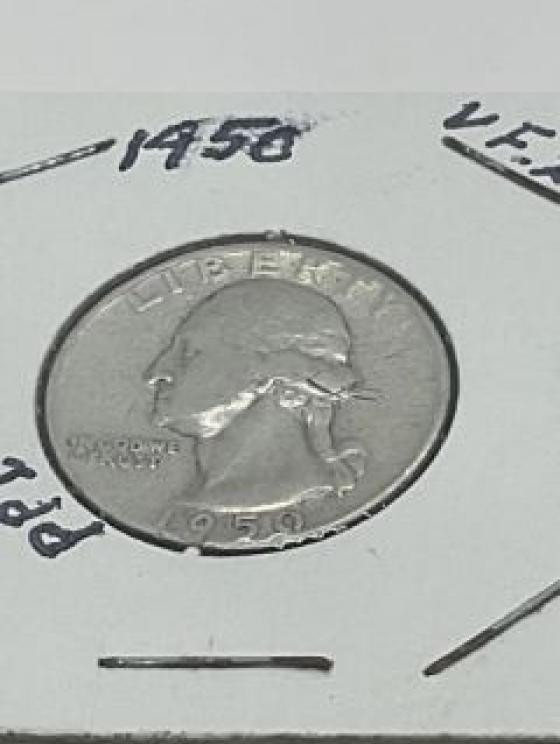 1950
V F.
LIBERTY
IN GOD WE
TRUST
1950